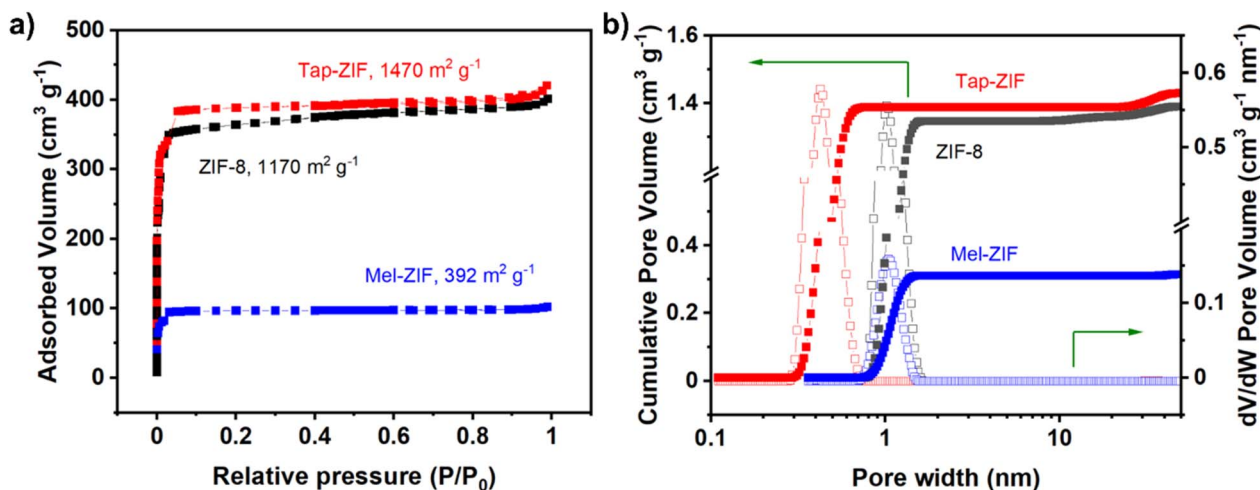 a)
Adsorbed Volume (cm³ g⁻¹)
500
400
300
200
100
0
Tap-ZIF, 1470 m² g⁻¹
ZIF-8, 1170 m² g⁻¹
Mel-ZIF, 392 m² g⁻¹
0
0.2
0.4
0.6
0.8
1
Relative pressure (P/P₀)
b)
Cumulative Pore Volume (cm³ g⁻¹)
1.6
1.4
0.4
0.2
0
Tap-ZIF
ZIF-8
Mel-ZIF
0.6
0.5
0.1
0
dV/dW Pore Volume (cm³ g⁻¹ nm⁻¹)
0.1
1
10
Pore width (nm)